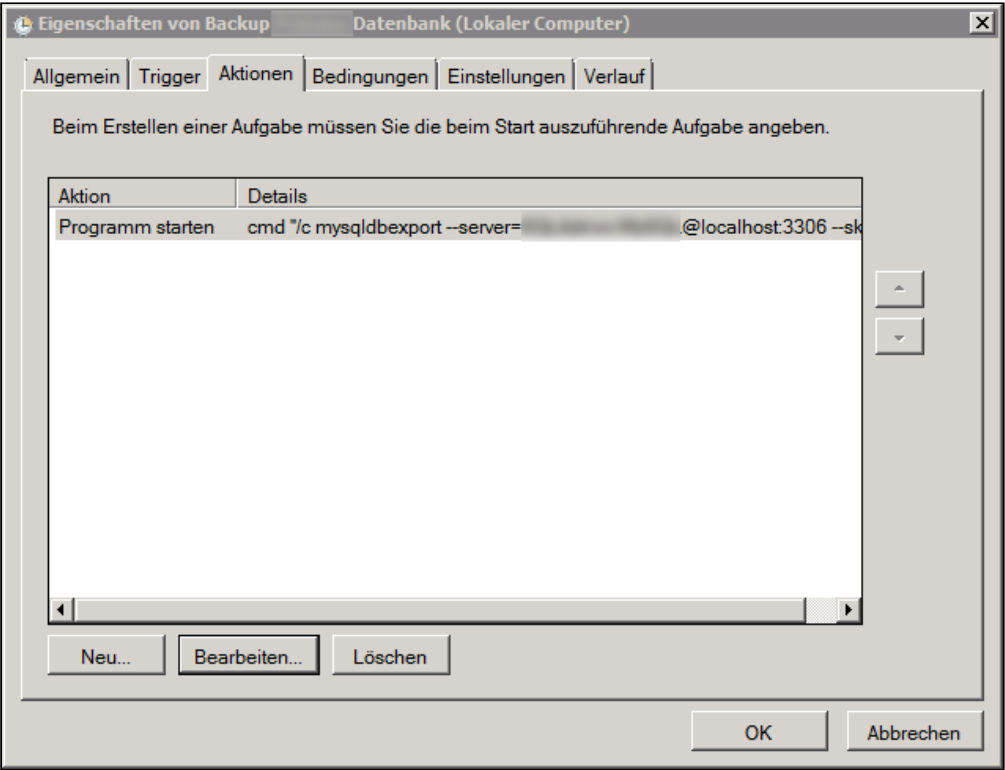 Eigenschaften von Backup Datenbank (Lokaler Computer)
Allgemein Trigger Aktionen Bedingungen Einstellungen Verlauf
Beim Erstellen einer Aufgabe müssen Sie die beim Start auszuführende Aufgabe angeben.
Aktion Details
Programm starten cmd "/c mysqldbexport --server= @localhost:3306 --sk
Neu... Bearbeiten... Löschen
OK Abbrechen